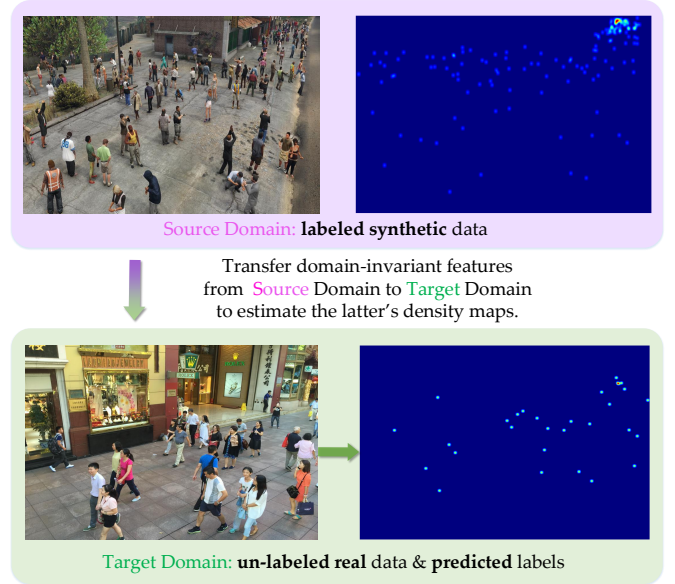 Source Domain: labeled synthetic data
Transfer domain-invariant features
from Source Domain to Target Domain
to estimate the latter's density maps.
Target Domain: un-labeled real data & predicted labels